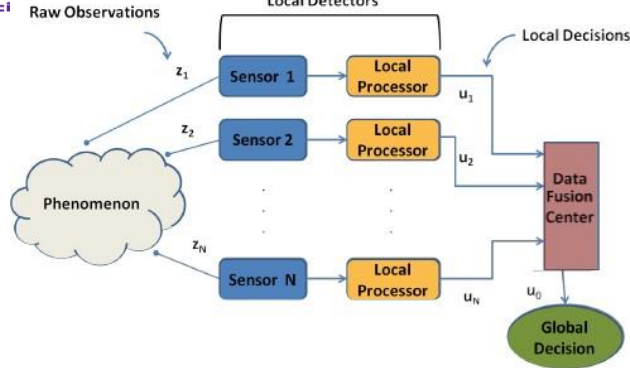 Local Detectors
Raw Observations
Local Decisions
z1
Sensor 1
Local
Processor
u1
z2
Sensor 2
Local
Processor
u2
Phenomenon
Data
Fusion
Center
zN
Sensor N
Local
Processor
uN
u0
Global
Decision